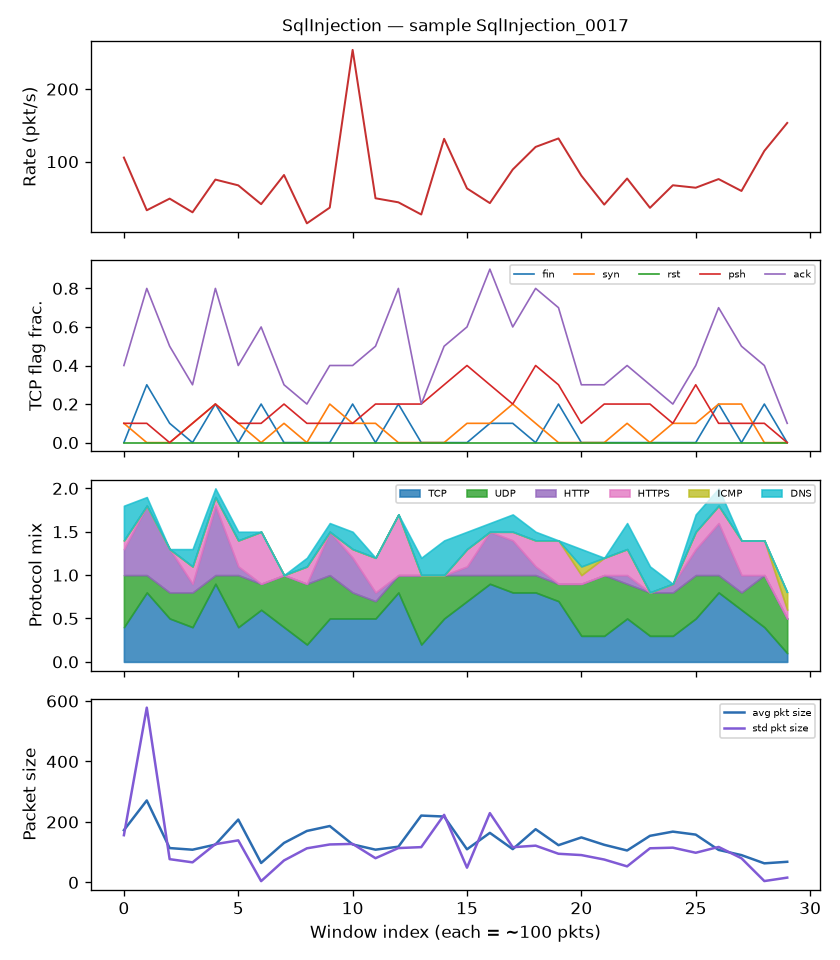 SqlInjection — sample SqlInjection_0017
Rate (pkt/s)
200
100
TCP flag frac.
0.8
0.6
0.4
0.2
0.0
fin syn rst psh ack
Protocol mix
2.0
1.5
1.0
0.5
0.0
TCP UDP HTTP HTTPS ICMP DNS
Packet size
600
400
200
0
avg pkt size
std pkt size
0 5 10 15 20 25 30
Window index (each = ~100 pkts)